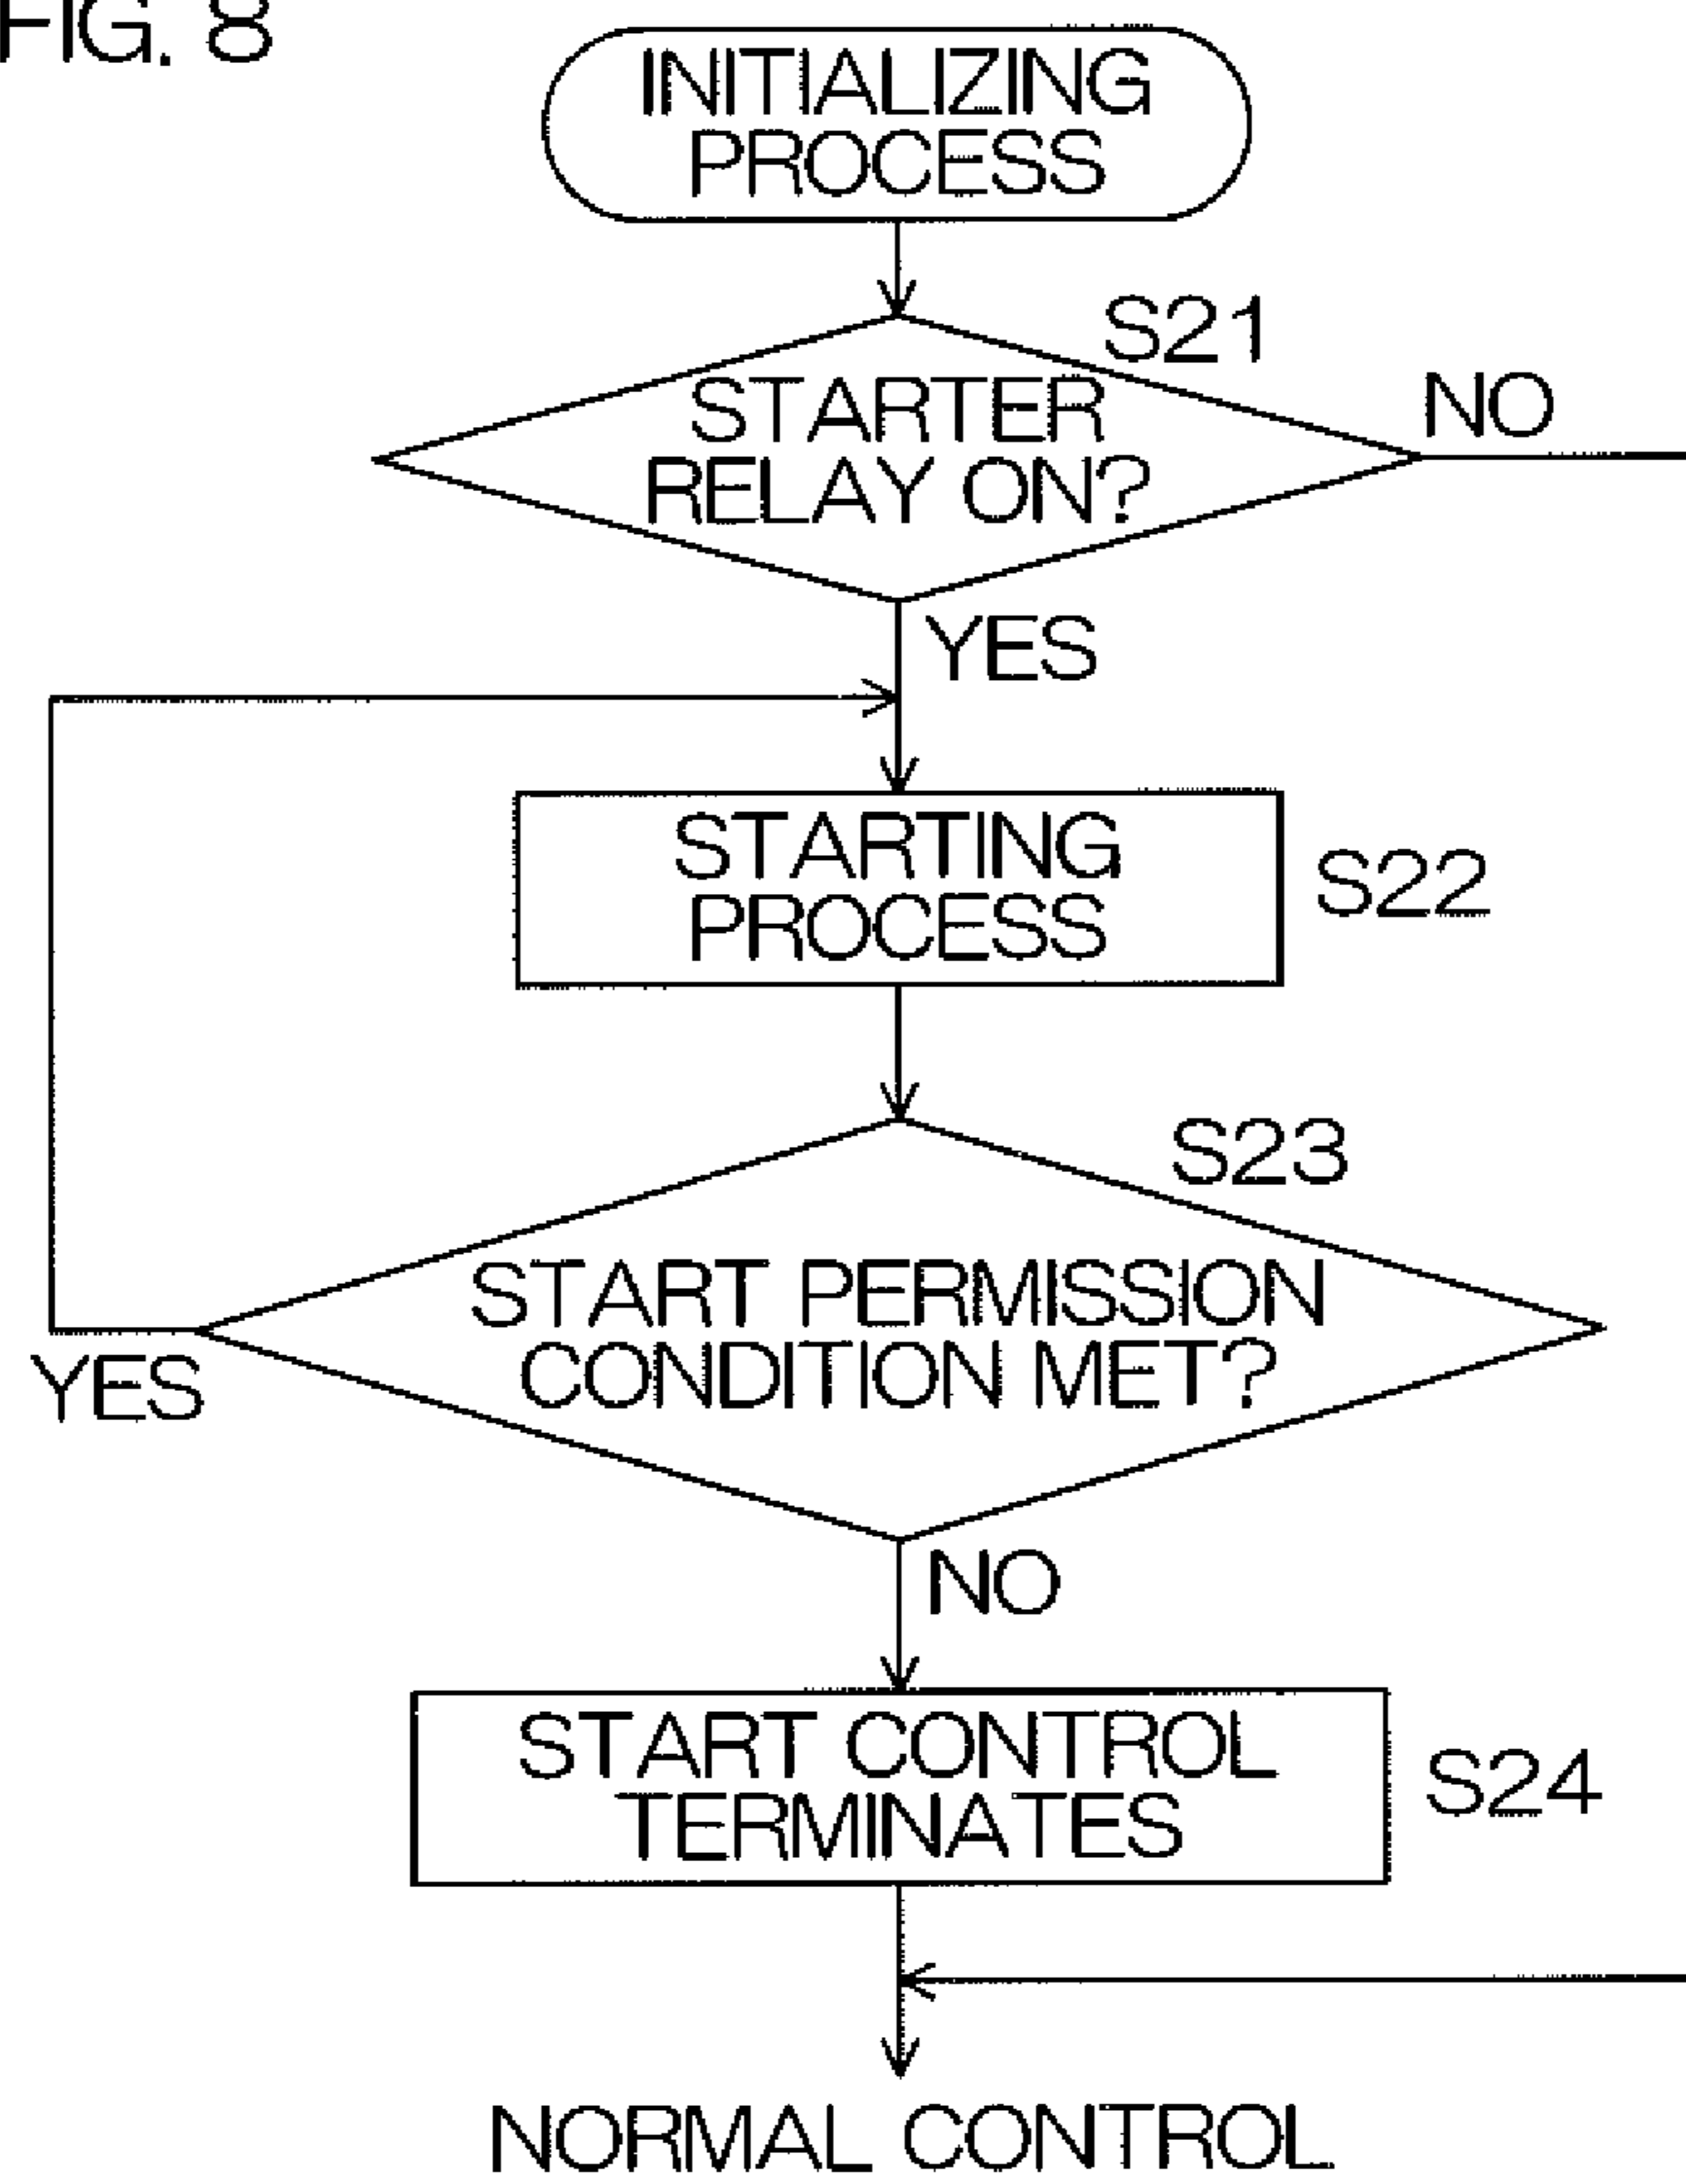 FIG. 8
INITIALIZING
PROCESS
S21
STARTER
RELAY ON?
NO
YES
STARTING
PROCESS
S22
S23
START PERMISSION
CONDITION MET?
YES
NO
START CONTROL
TERMINATES
S24
NORMAL CONTROL